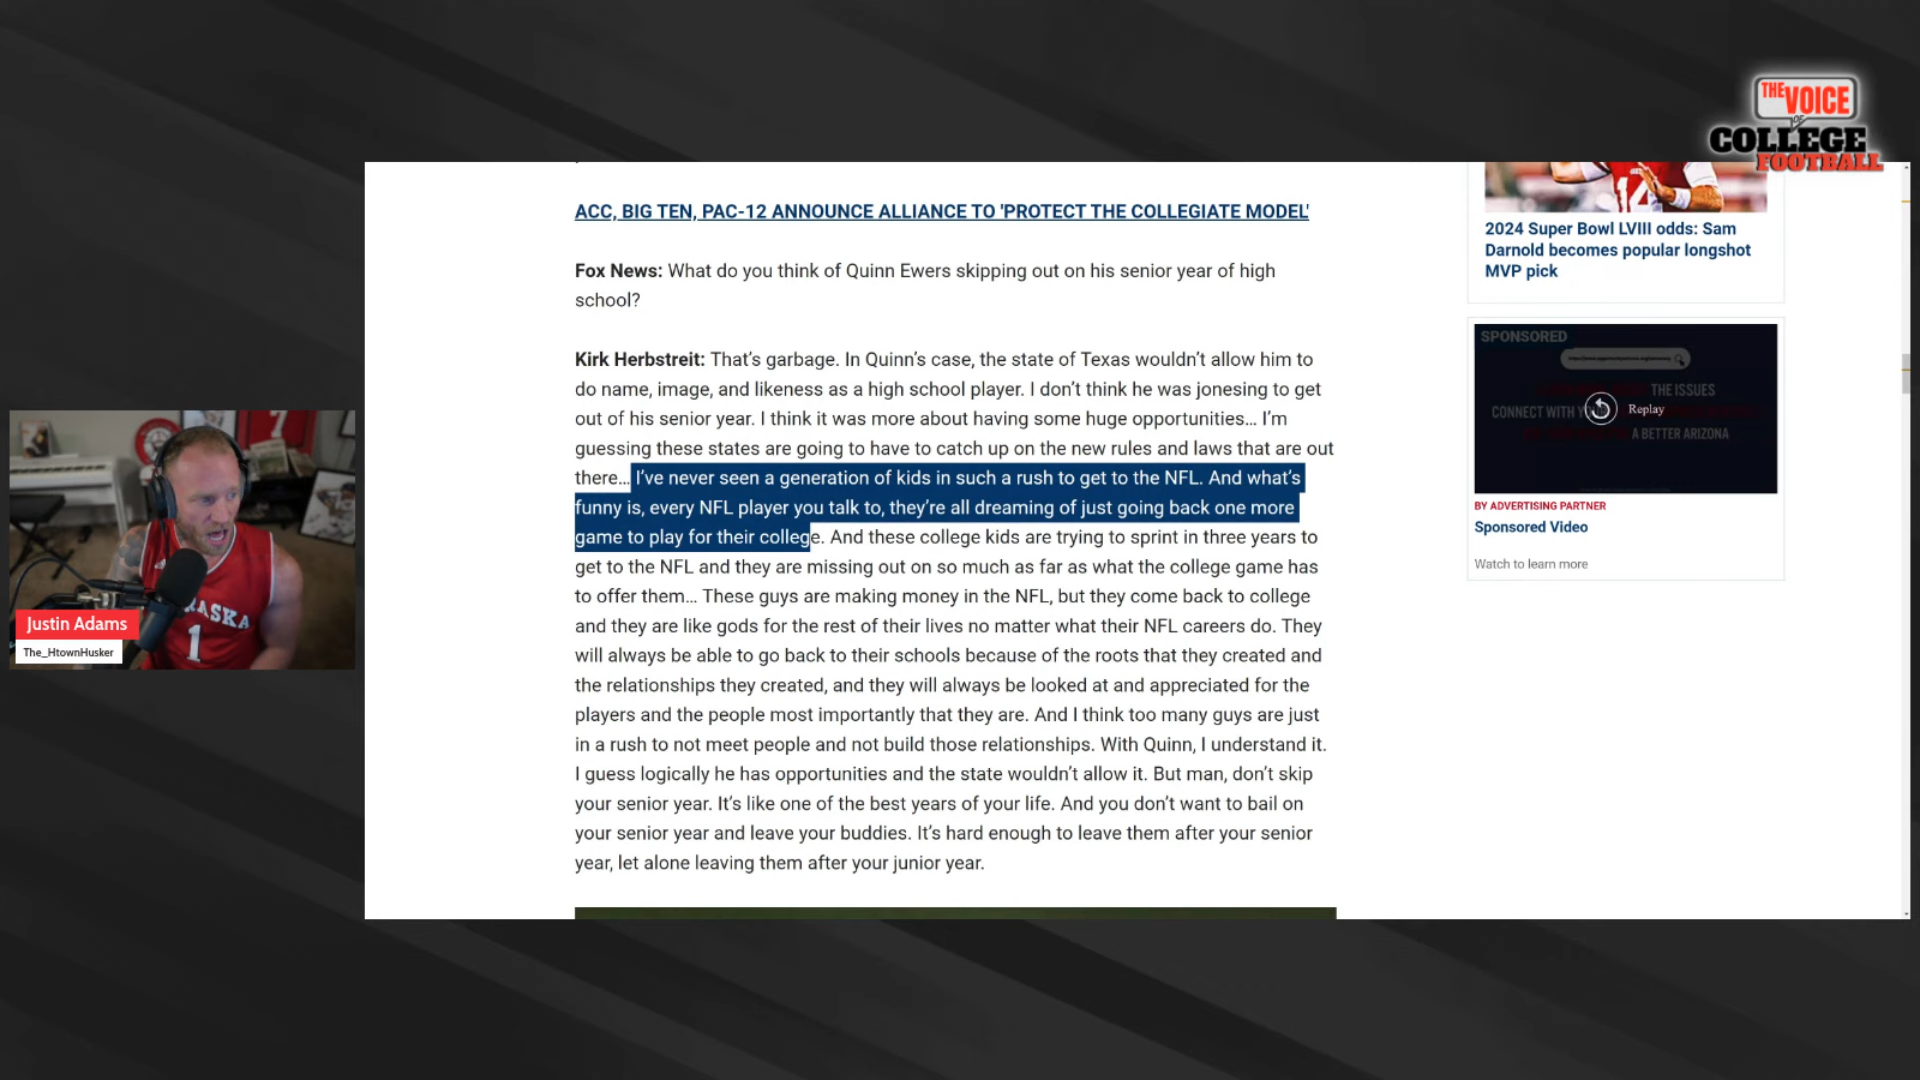 THE
VOICE
OF
COLLEGE
FOOTBALL
ACC, BIG TEN, PAC-12 ANNOUNCE ALLIANCE TO 'PROTECT THE COLLEGIATE MODEL'
Fox News: What do you think of Quinn Ewers skipping out on his senior year of high
school?
Kirk Herbstreit: That’s garbage. In Quinn’s case, the state of Texas wouldn’t allow him to
do name, image, and likeness as a high school player. I don’t think he was jonesing to get
out of his senior year. I think it was more about having some huge opportunities… I’m
guessing these states are going to have to catch up on the new rules and laws that are out
there… I’ve never seen a generation of kids in such a rush to get to the NFL. And what’s
funny is, every NFL player you talk to, they’re all dreaming of just going back one more
game to play for their college. And these college kids are trying to sprint in three years to
get to the NFL and they are missing out on so much as far as what the college game has
to offer them… These guys are making money in the NFL, but they come back to college
and they are like gods for the rest of their lives no matter what their NFL careers do. They
will always be able to go back to their schools because of the roots that they created and
the relationships they created, and they will always be looked at and appreciated for the
players and the people most importantly that they are. And I think too many guys are just
in a rush to not meet people and not build those relationships. With Quinn, I understand it.
I guess logically he has opportunities and the state wouldn’t allow it. But man, don’t skip
your senior year. It’s like one of the best years of your life. And you don’t want to bail on
your senior year and leave your buddies. It’s hard enough to leave them after your senior
year, let alone leaving them after your junior year.
14
2024 Super Bowl LVIII odds: Sam
Darnold becomes popular longshot
MVP pick
SPONSORED
THE ISSUES
CONNECT WITH
Replay
A BETTER ARIZONA
BY ADVERTISING PARTNER
Sponsored Video
Watch to learn more
7
RASKA
1
Justin Adams
The_HtownHusker